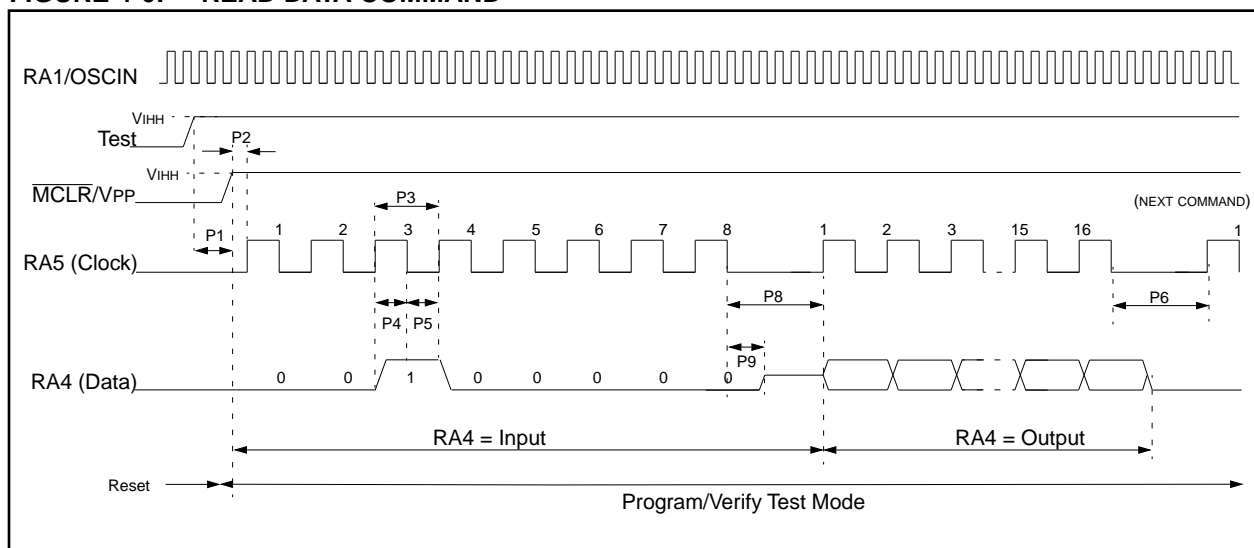 RA1/OSCIN
VIHH
Test
P2
VIHH
MCLR/VPP
P3
(NEXT COMMAND)
P1
1 2 3 4 5 6 7 8 1 2 3 15 16 1
RA5 (Clock)
P8
P6
P4 P5
P9
RA4 (Data)
0 0 1 0 0 0 0 0
RA4 = Input
RA4 = Output
Reset
Program/Verify Test Mode